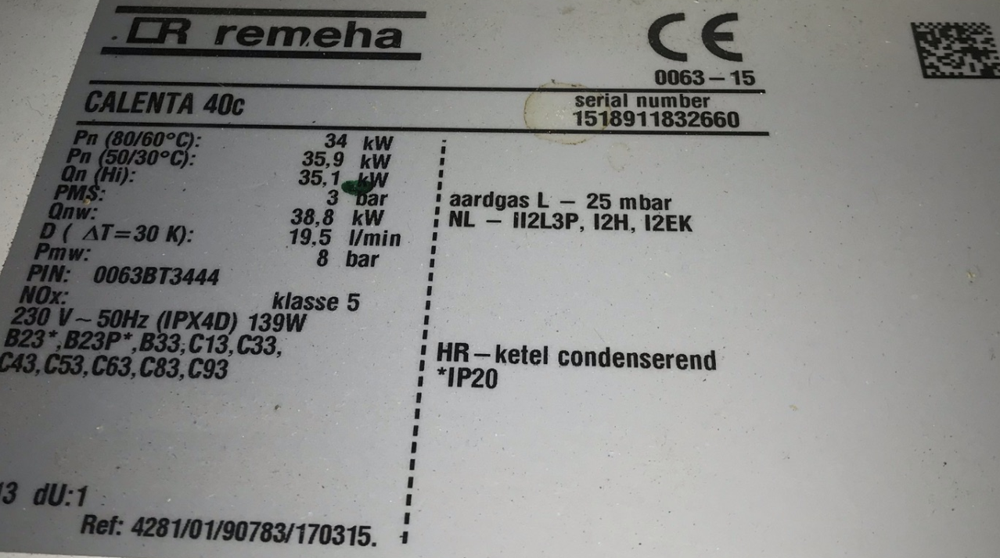 remeha
CE
0063-15
CALENTA 40c
serial number
1518911832660
Pn (80/60°C): 34 kW
Pn (50/30°C): 35,9 kW
Qn (Hi): 35,1 kW
PMS: 3 bar
Qnw: 38,8 kW
D ( ΔT=30 K): 19,5 l/min
Pmw: 8 bar
PIN: 0063BT3444
NOx: klasse 5
230 V~50Hz (IPX4D) 139W
B23*,B23P*,B33,C13,C33,
C43,C53,C63,C83,C93
aardgas L - 25 mbar
NL - II2L3P, I2H, I2EK
HR-ketel condenserend
*IP20
dU:1
Ref: 4281/01/90783/170315.